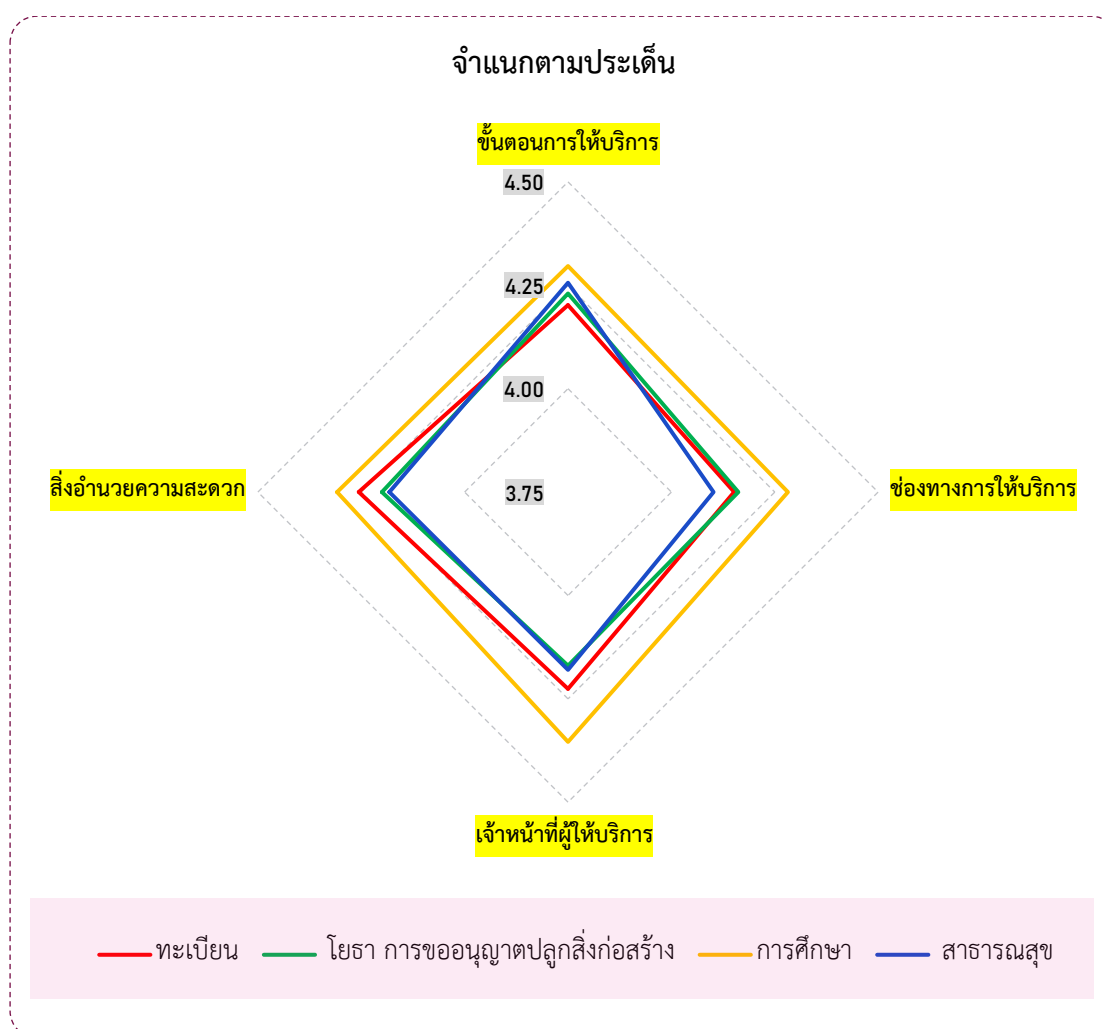 จำแนกตามประเด็น
ขั้นตอนการให้บริการ
4.50
4.25
4.00
สิ่งอำนวยความสะดวก
3.75
ช่องทางการให้บริการ
เจ้าหน้าที่ผู้ให้บริการ
ทะเบียน โยธา การขออนุญาตปลูกสิ่งก่อสร้าง การศึกษา สาธารณสุข